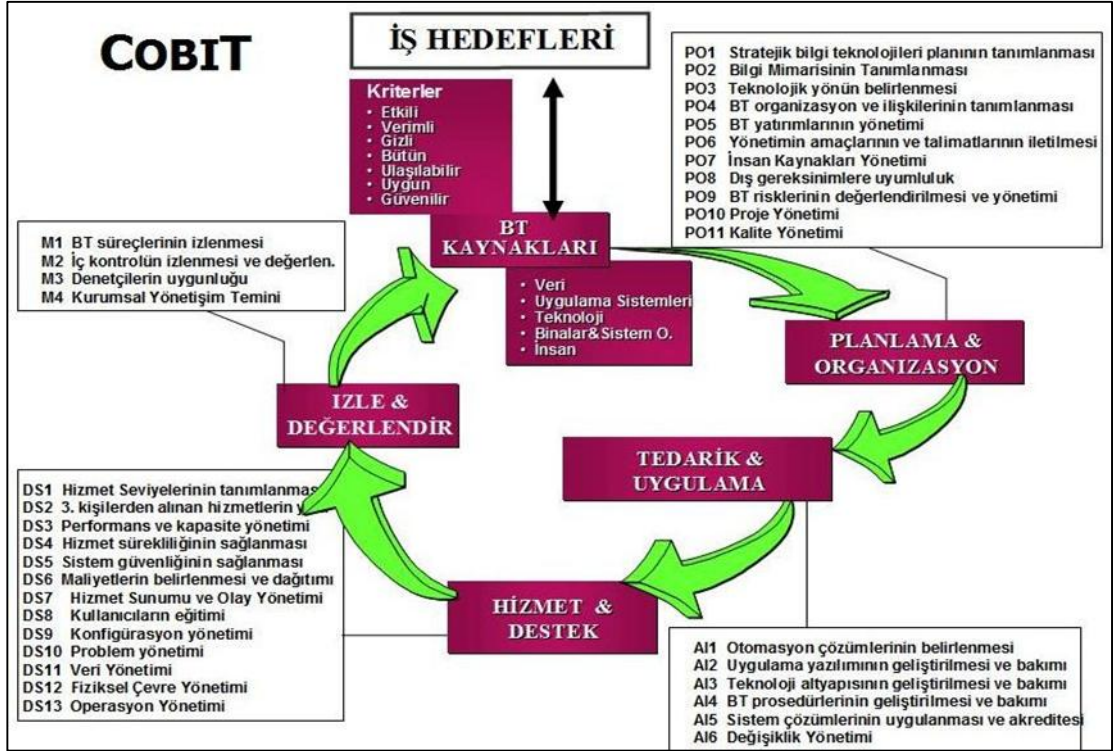 COBIT
İŞ HEDEFLERİ
Kriterler
• Etkili
• Verimli
• Gizli
• Bütün
• Ulaşılabilir
• Uygun
• Güvenilir
BT
KAYNAKLARI
• Veri
• Uygulama Sistemleri
• Teknoloji
• Binalar&Sistem O.
• İnsan
PO1 Stratejik bilgi teknolojileri planının tanımlanması
PO2 Bilgi Mimarisinin Tanımlanması
PO3 Teknolojik yönün belirlenmesi
PO4 BT organizasyon ve ilişkilerinin tanımlanması
PO5 BT yatırımlarının yönetimi
PO6 Yönetimin amaçlarının ve talimatlarının iletilmesi
PO7 İnsan Kaynakları Yönetimi
PO8 Dış gereksinimlere uyumluluk
PO9 BT risklerinin değerlendirilmesi ve yönetimi
PO10 Proje Yönetimi
PO11 Kalite Yönetimi
PLANLAMA &
ORGANIZASYON
M1 BT süreçlerinin izlenmesi
M2 İç kontrolün izlenmesi ve değerlen.
M3 Denetçilerin uygunluğu
M4 Kurumsal Yönetişim Temini
IZLE &
DEĞERLENDİR
TEDARİK &
UYGULAMA
DS1 Hizmet Seviyelerinin tanımlanmas
DS2 3. kişilerden alınan hizmetlerin
DS3 Performans ve kapasite yönetimi
DS4 Hizmet sürekliliğinin sağlanması
DS5 Sistem güvenliğinin sağlanması
DS6 Maliyetlerin belirlenmesi ve dağıtımı
DS7 Hizmet Sunumu ve Olay Yönetimi
DS8 Kullanıcıların eğitimi
DS9 Konfigürasyon yönetimi
DS10 Problem yönetimi
DS11 Veri Yönetimi
DS12 Fiziksel Çevre Yönetimi
DS13 Operasyon Yönetimi
HİZMET &
DESTEK
AI1 Otomasyon çözümlerinin belirlenmesi
AI2 Uygulama yazılımının geliştirilmesi ve bakımı
AI3 Teknoloji altyapısının geliştirilmesi ve bakımı
AI4 BT prosedürlerinin geliştirilmesi ve bakımı
AI5 Sistem çözümlerinin uygulanması ve akreditesi
AI6 Değişiklik Yönetimi